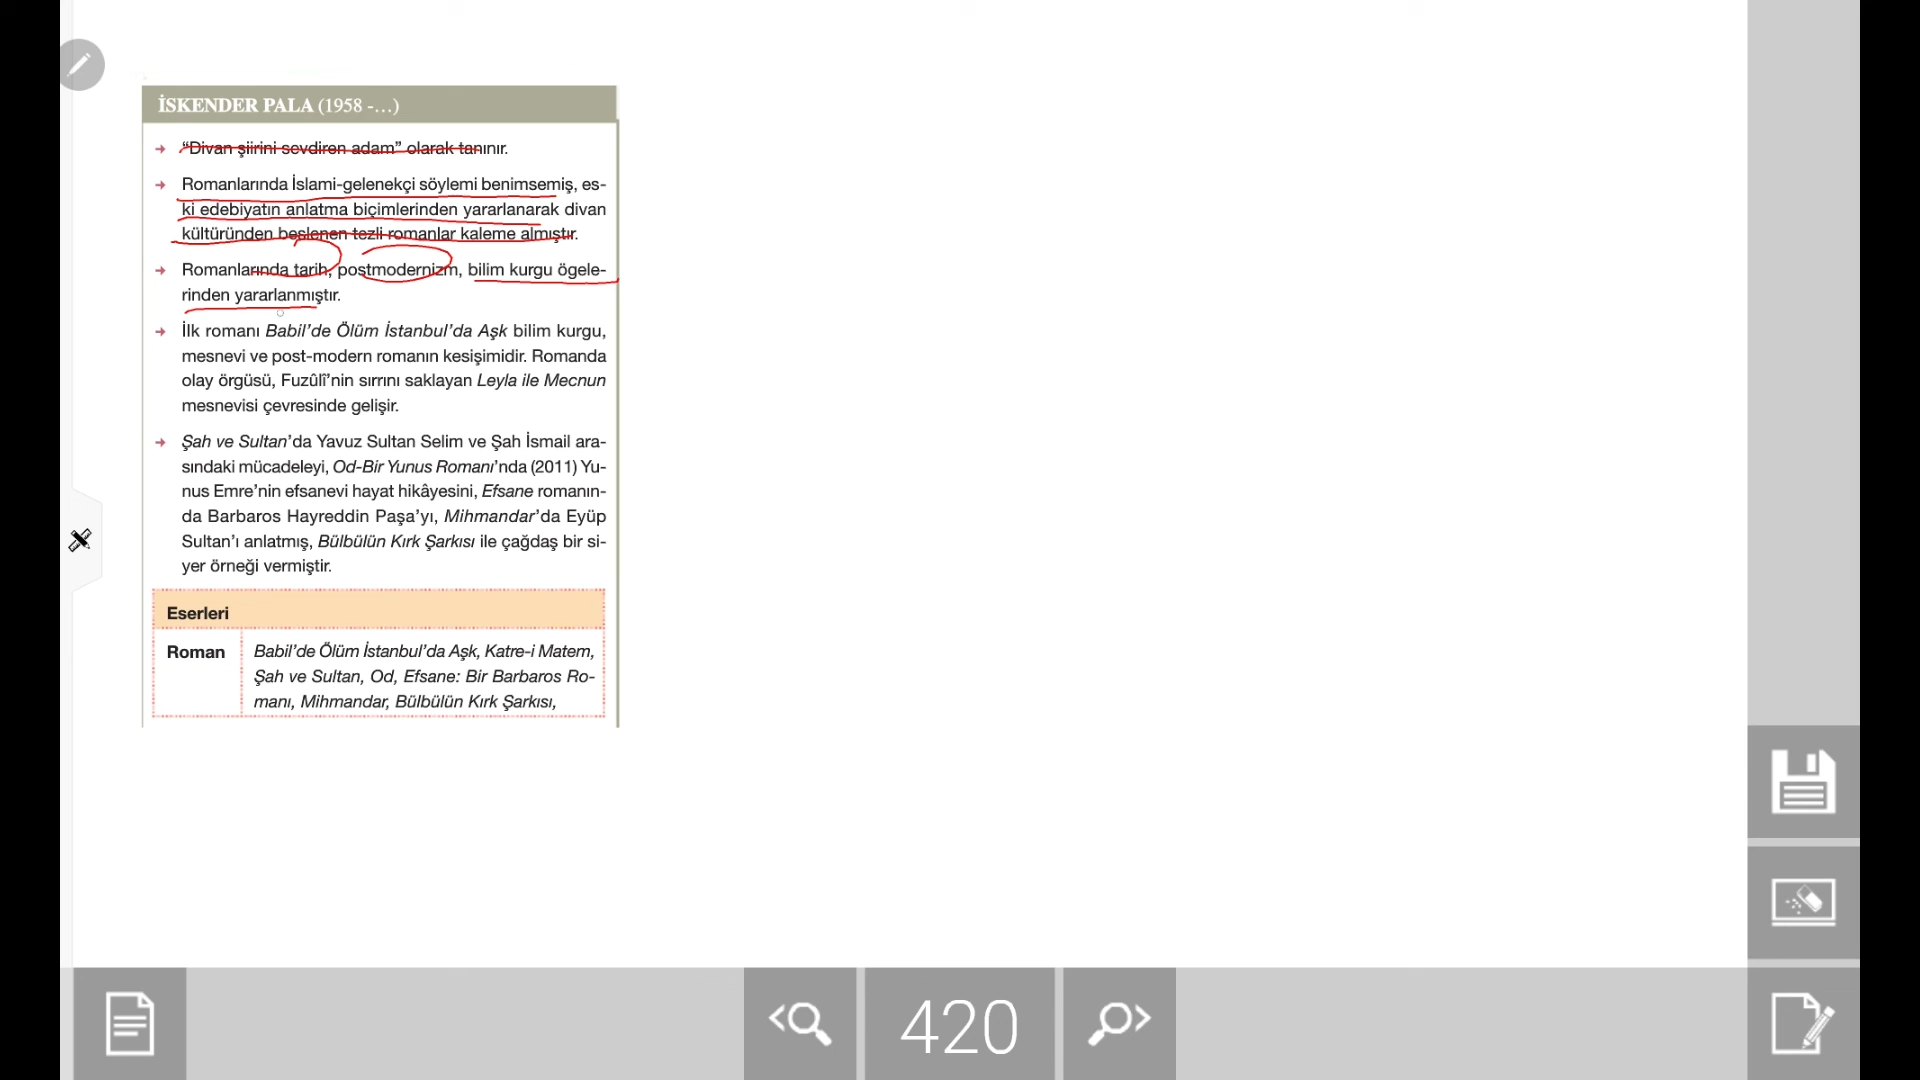 İSKENDER PALA (1958 -…)
➔ “Divan şiirini sevdiren adam” olarak tanınır.
➔ Romanlarında İslami-gelenekçi söylemi benimsemiş, es-
ki edebiyatın anlatma biçimlerinden yararlanarak divan
kültüründen beslenen tezli romanlar kaleme almıştır.
➔ Romanlarında tarih, postmodernizm, bilim kurgu ögele-
rinden yararlanmıştır.
➔ İlk romanı Babil’de Ölüm İstanbul’da Aşk bilim kurgu,
mesnevi ve post-modern romanın kesişimidir. Romanda
olay örgüsü, Fuzûlî’nin sırrını saklayan Leyla ile Mecnun
mesnevisi çevresinde gelişir.
➔ Şah ve Sultan’da Yavuz Sultan Selim ve Şah İsmail ara-
sındaki mücadeleyi, Od-Bir Yunus Romanı’nda (2011) Yu-
nus Emre’nin efsanevi hayat hikâyesini, Efsane romanın-
da Barbaros Hayreddin Paşa’yı, Mihmandar’da Eyüp
Sultan’ı anlatmış, Bülbülün Kırk Şarkısı ile çağdaş bir si-
yer örneği vermiştir.
Eserleri
Roman
Babil’de Ölüm İstanbul’da Aşk, Katre-i Matem,
Şah ve Sultan, Od, Efsane: Bir Barbaros Ro-
manı, Mihmandar, Bülbülün Kırk Şarkısı,
420